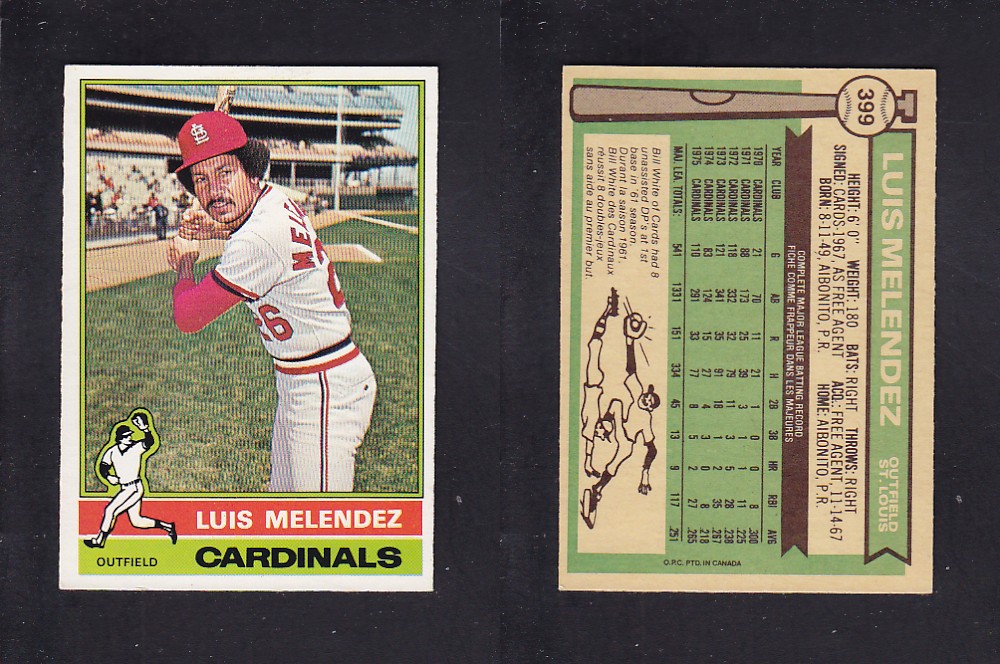 MELE
26
26
LUIS MELENDEZ
OUTFIELD
CARDINALS
399
LUIS MELENDEZ
OUTFIELD
ST. LOUIS
HEIGHT: 6'0" WEIGHT: 180 BATS: RIGHT THROWS: RIGHT
SIGNED: CARDS-1967, AS FREE AGENT ACQ: FREE AGENT, 11-14-67
BORN: 8-11-49, AIBONITO, P.R. HOME: AIBONITO, P.R.
COMPLETE MAJOR LEAGUE BATTING RECORD
FICHE COMME FRAPPEUR DANS LES MAJEURES
YEAR CLUB G AB R H 2B 3B HR RBI AVG
1970 CARDINALS 21 70 11 21 1 0 0 8 .300
1971 CARDINALS 88 173 25 39 3 1 0 11 .225
1972 CARDINALS 118 332 32 79 11 3 5 28 .238
1973 CARDINALS 121 341 35 91 18 1 2 35 .267
1974 CARDINALS 83 124 15 27 4 3 0 8 .218
1975 CARDINALS 110 291 33 77 8 5 2 27 .265
MAJ. LEA. TOTALS: 541 1331 151 334 45 13 9 117 .251
Bill White of Cards had 8
unassisted DP's at 1st
base in '61 season.
Durant la saison 1961,
Bill White des Cardinaux
réussit 8 doubles-jeux
sans aide au premier but.
O.P.C. PTD. IN CANADA